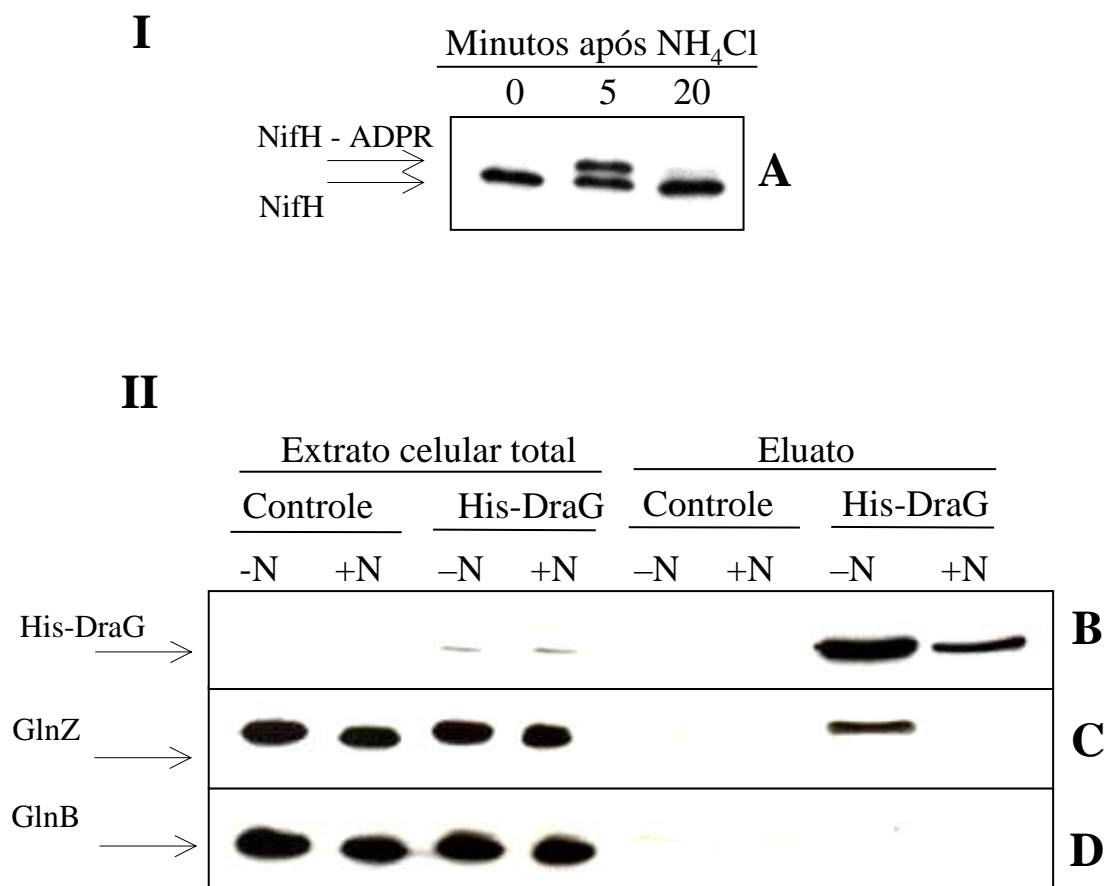 I
Minutos após NH₄Cl
0 5 20
NifH - ADPR
A
NifH
II
Extrato celular total Eluato
Controle His-DraG Controle His-DraG
-N +N –N +N –N +N –N +N
His-DraG B
GlnZ C
GlnB D